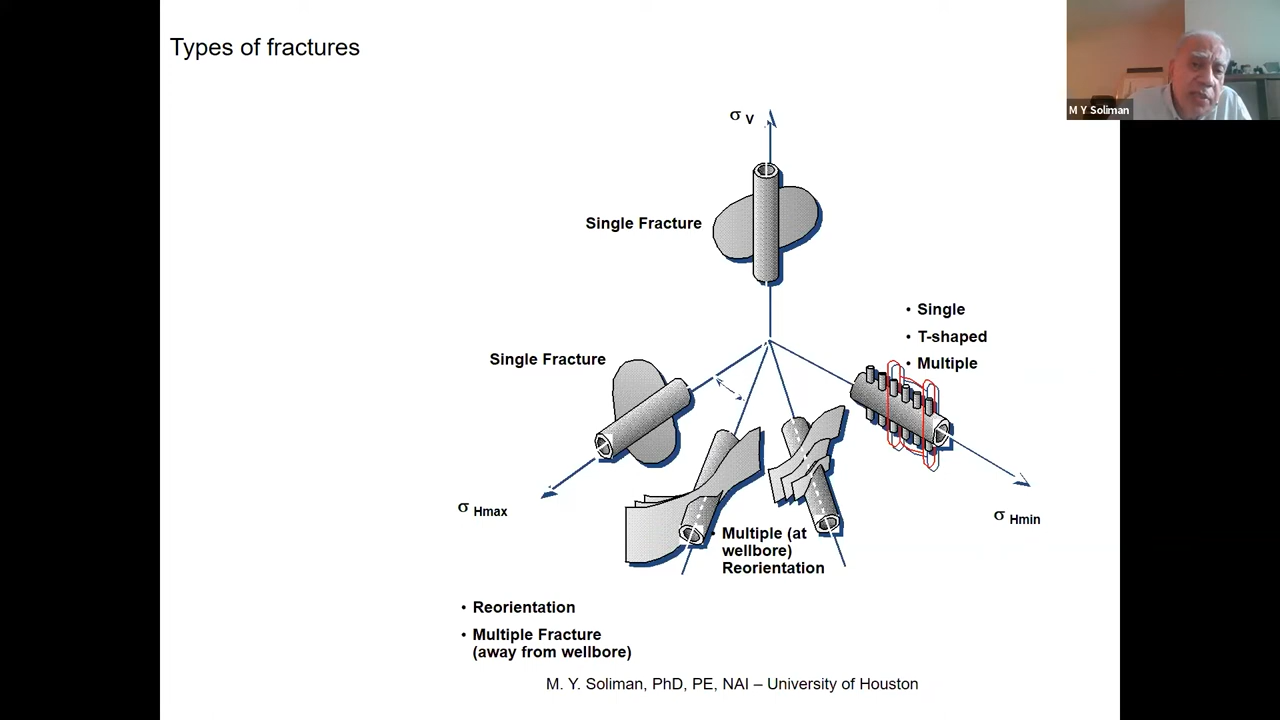 Types of fractures
M Y Soliman
σ V
Single Fracture
• Single
• T-shaped
• Multiple
Single Fracture
σ Hmax
σ Hmin
• Multiple (at
wellbore)
Reorientation
• Reorientation
• Multiple Fracture
(away from wellbore)
M. Y. Soliman, PhD, PE, NAI – University of Houston